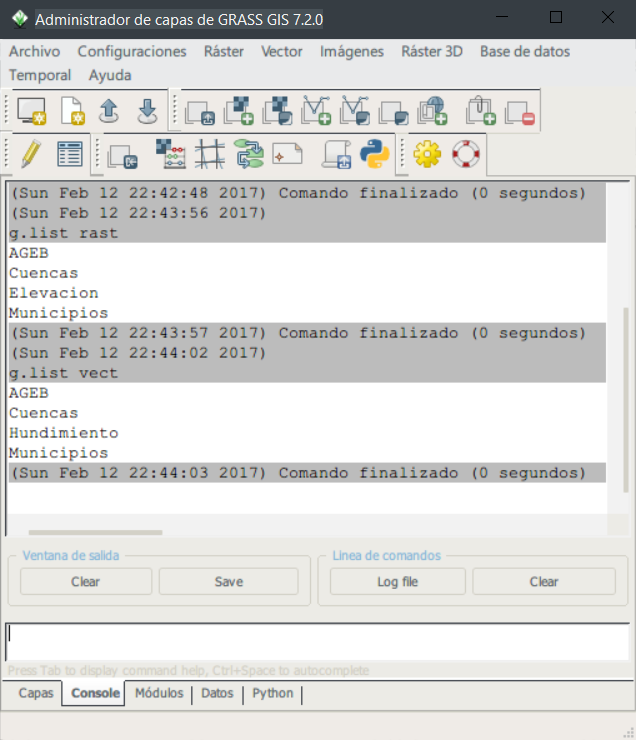 Administrador de capas de GRASS GIS 7.2.0
Archivo Configuraciones Ráster Vector Imágenes Ráster 3D Base de datos
Temporal Ayuda
(Sun Feb 12 22:42:48 2017) Comando finalizado (0 segundos)
(Sun Feb 12 22:43:56 2017)
g.list rast
AGEB
Cuencas
Elevacion
Municipios
(Sun Feb 12 22:43:57 2017) Comando finalizado (0 segundos)
(Sun Feb 12 22:44:02 2017)
g.list vect
AGEB
Cuencas
Hundimiento
Municipios
(Sun Feb 12 22:44:03 2017) Comando finalizado (0 segundos)
Ventana de salida Línea de comandos
Clear Save Log file Clear
Press Tab to display command help, Ctrl+Space to autocomplete
Capas Console Módulos Datos Python